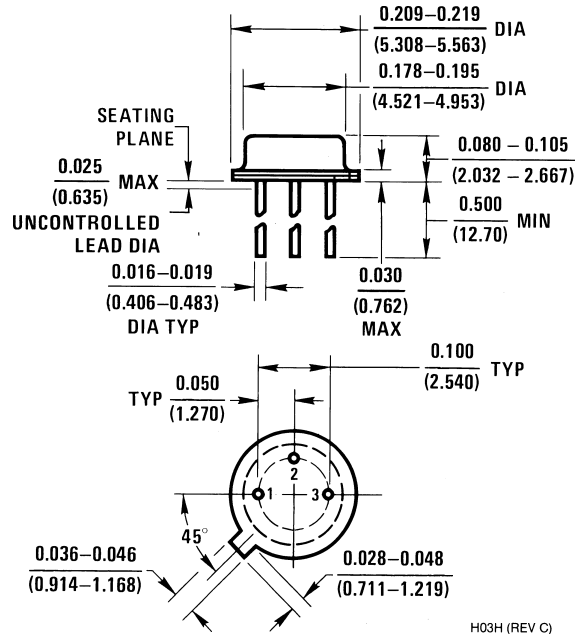 0.209–0.219
(5.308–5.563)
DIA
0.178–0.195
(4.521–4.953)
DIA
SEATING
PLANE
0.025
(0.635)
MAX
UNCONTROLLED
LEAD DIA
0.080 – 0.105
(2.032 – 2.667)
0.500
(12.70)
MIN
0.016–0.019
(0.406–0.483)
DIA TYP
0.030
(0.762)
MAX
0.100
(2.540)
TYP
TYP
0.050
(1.270)
2
1
3
45°
0.036–0.046
(0.914–1.168)
0.028–0.048
(0.711–1.219)
H03H (REV C)